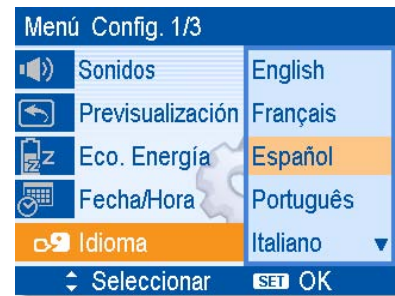 Menú Config. 1/3
Sonidos English
Previsualización Français
Eco. Energía Español
Fecha/Hora Português
Idioma Italiano
Seleccionar SET OK